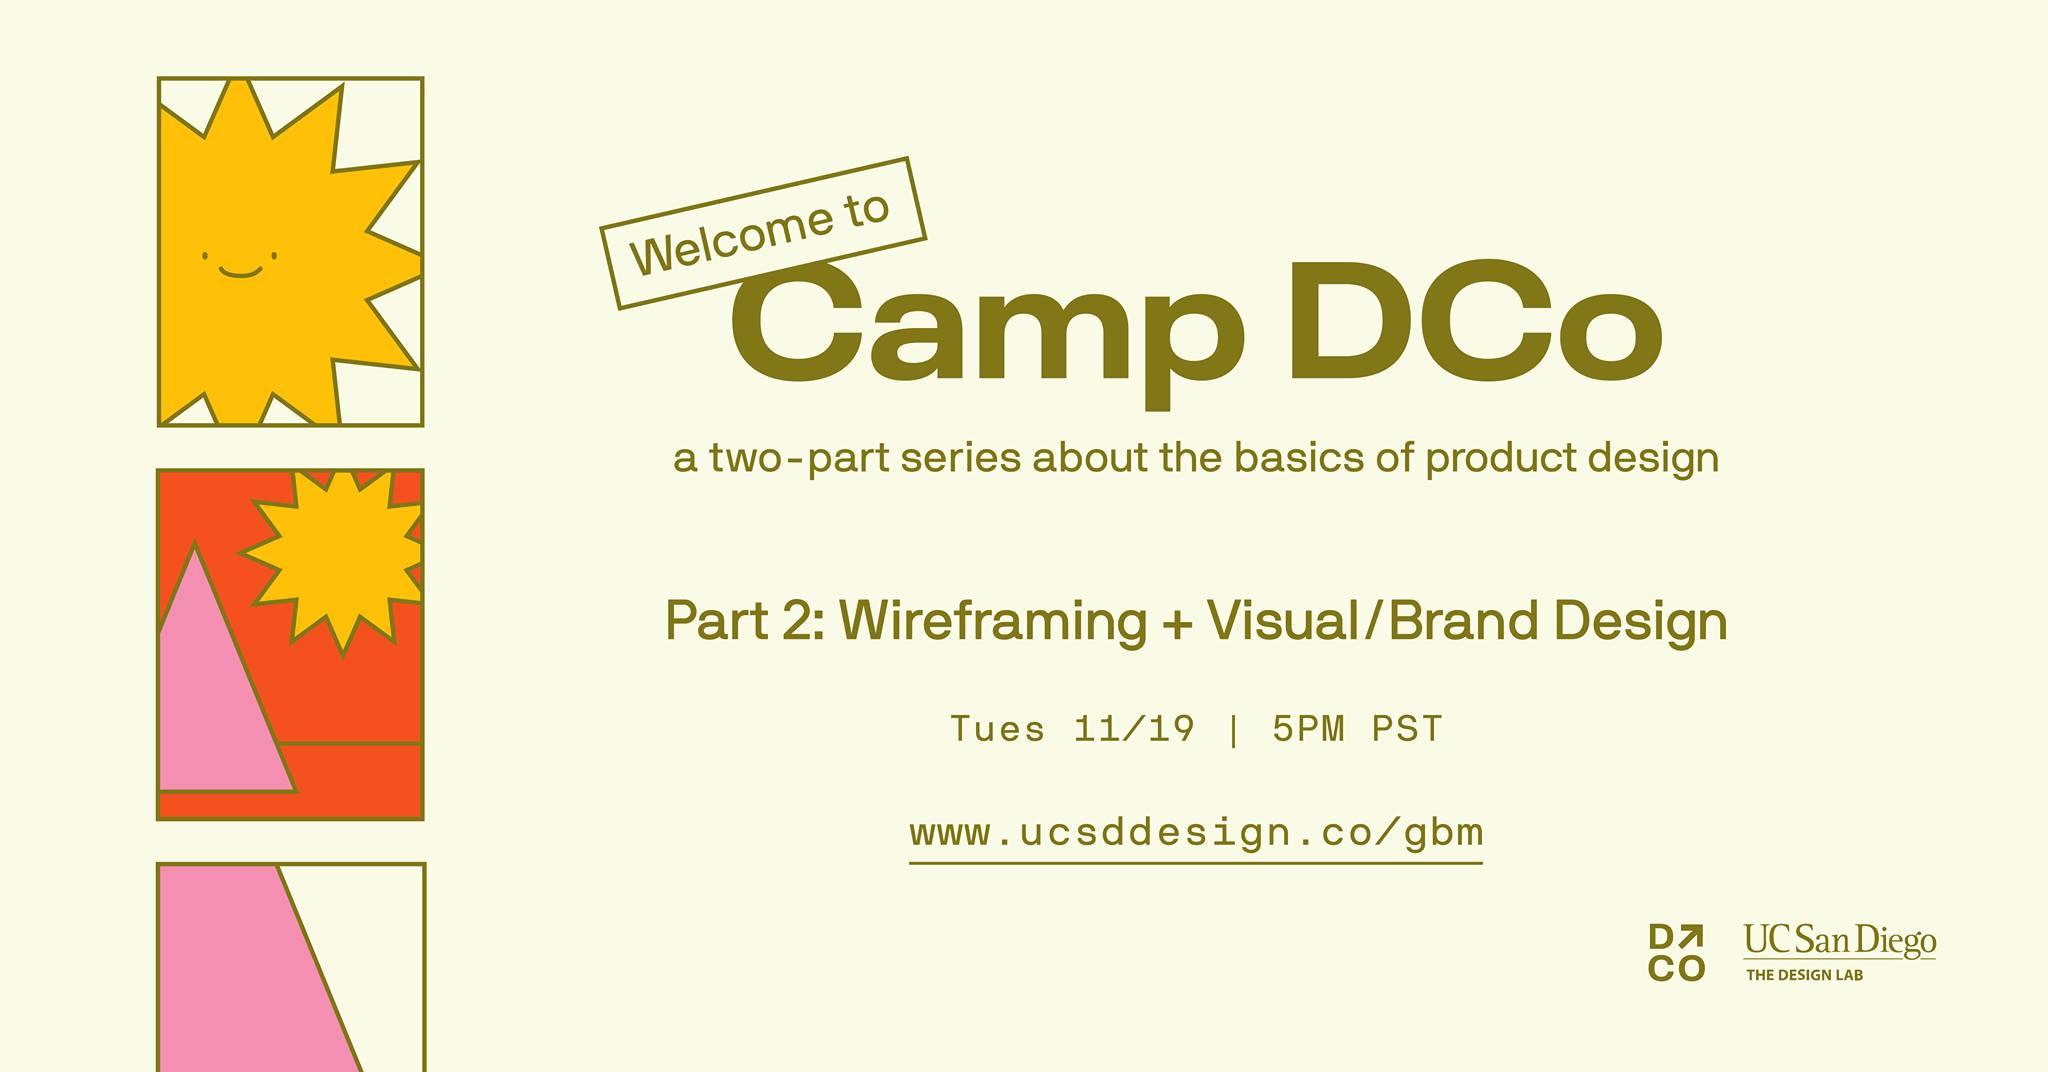 Welcome to
Camp DCo
a two-part series about the basics of product design
Part 2: Wireframing + Visual/Brand Design
Tues 11/19 | 5PM PST
www.ucsddesign.co/gbm
D↗
CO
UC San Diego
THE DESIGN LAB